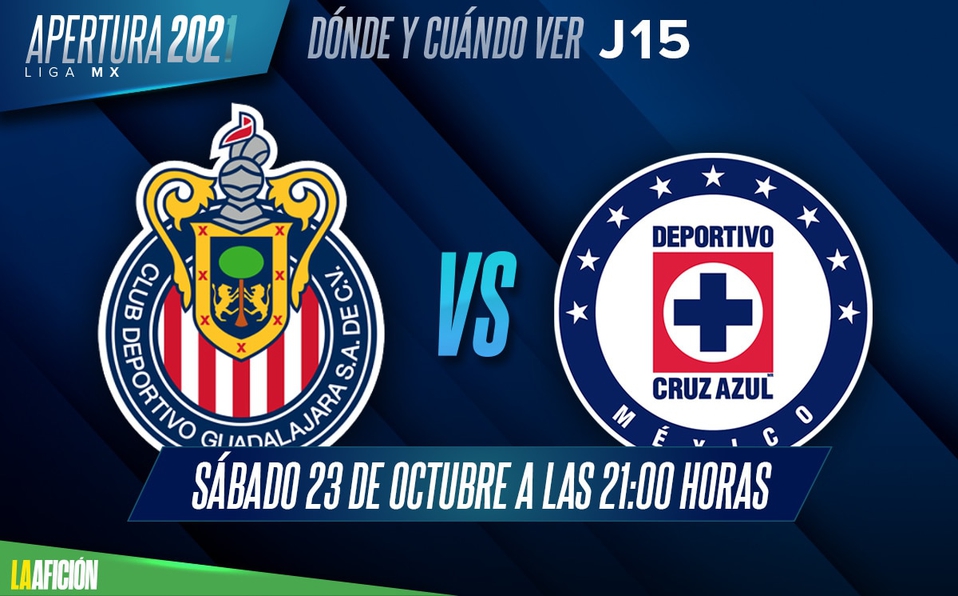 APERTURA 2021
LIGA MX
DÓNDE Y CUÁNDO VER J15
CLUB DEPORTIVO GUADALAJARA S.A. DE C.V.
X X
X X
X X
X
VS
DEPORTIVO
CRUZ AZUL
MÉXICO
SÁBADO 23 DE OCTUBRE A LAS 21:00 HORAS
LAAFICIÓN